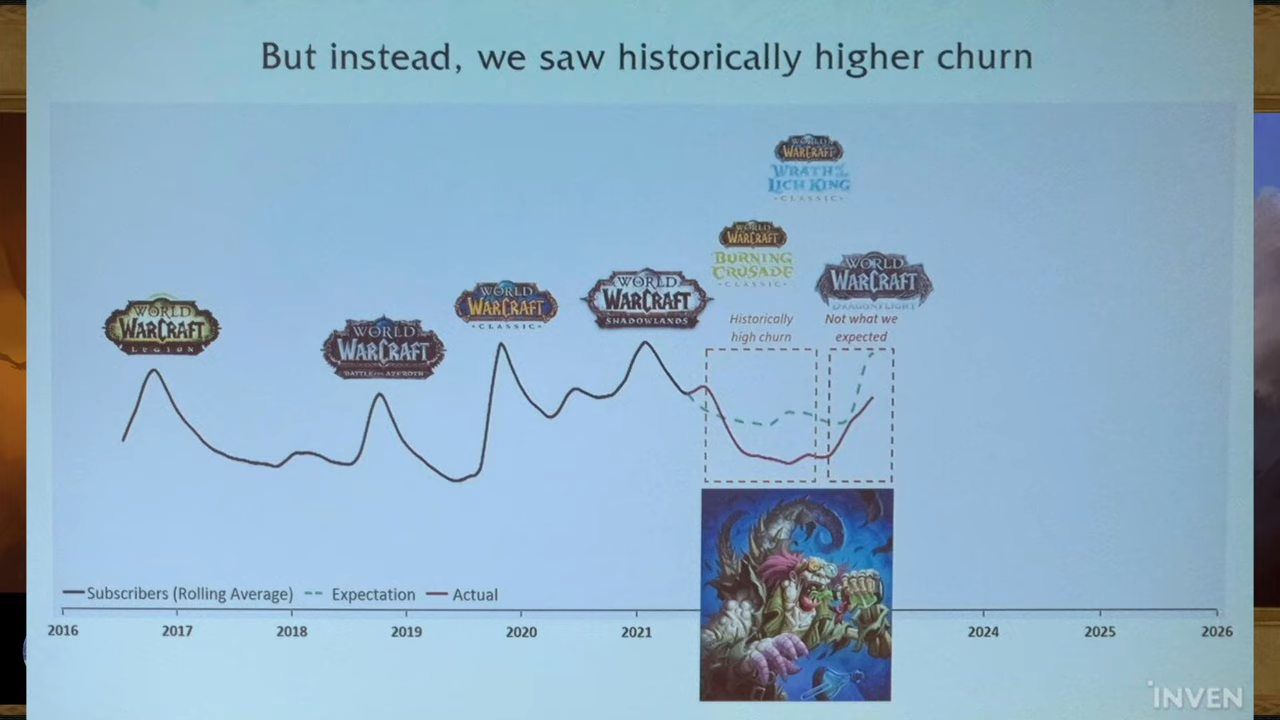 But instead, we saw historically higher churn
WORLD
WARCRAFT
WRATH OF THE
LICH KING
·CLASSIC·
WORLD
WARCRAFT
BURNING
CRUSADE
·CLASSIC·
WORLD
WARCRAFT
DRAGONFLIGHT
WORLD
WARCRAFT
SHADOWLANDS
WORLD
WARCRAFT
·CLASSIC·
WORLD
WARCRAFT
LEGION
WORLD
WARCRAFT
BATTLE FOR AZEROTH
Historically
high churn
Not what we
expected
Subscribers (Rolling Average) Expectation Actual
2016 2017 2018 2019 2020 2021 2024 2025 2026
INVEN